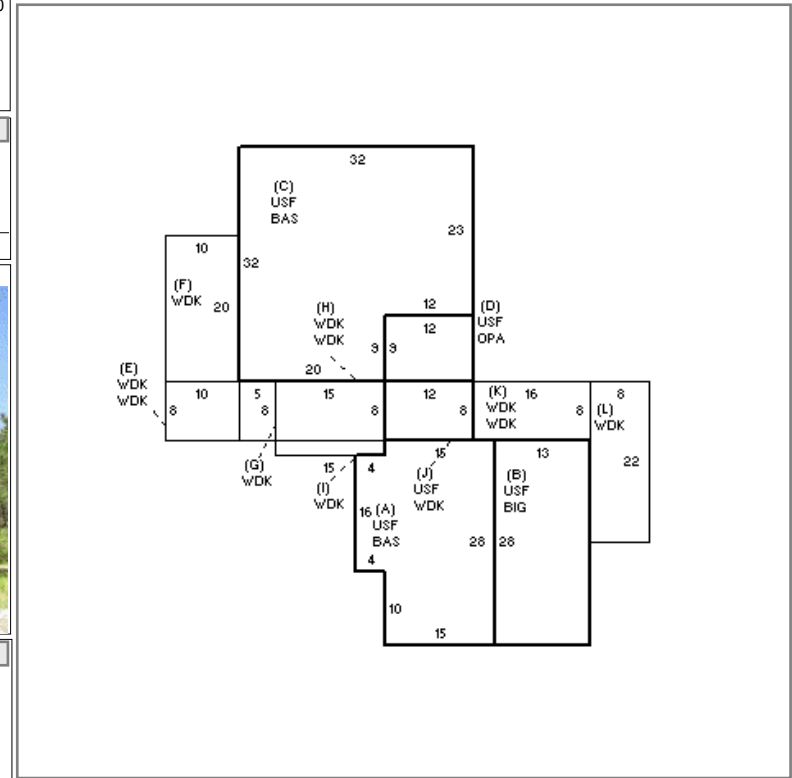 32
(C)
USF
BAS
23
10
32
(F)
WDK
20
(H)
WDK
WDK
12
12
(D)
USF
OPA
9
9
20
(E)
WDK
WDK
10
8
5
8
15
8
12
8
(K)
WDK
WDK
16
8
8
(L)
WDK
22
(G)
WDK
15
(I)
WDK
4
15
(J)
USF
WDK
13
(B)
USF
BIG
16
(A)
USF
BAS
28
28
4
10
15